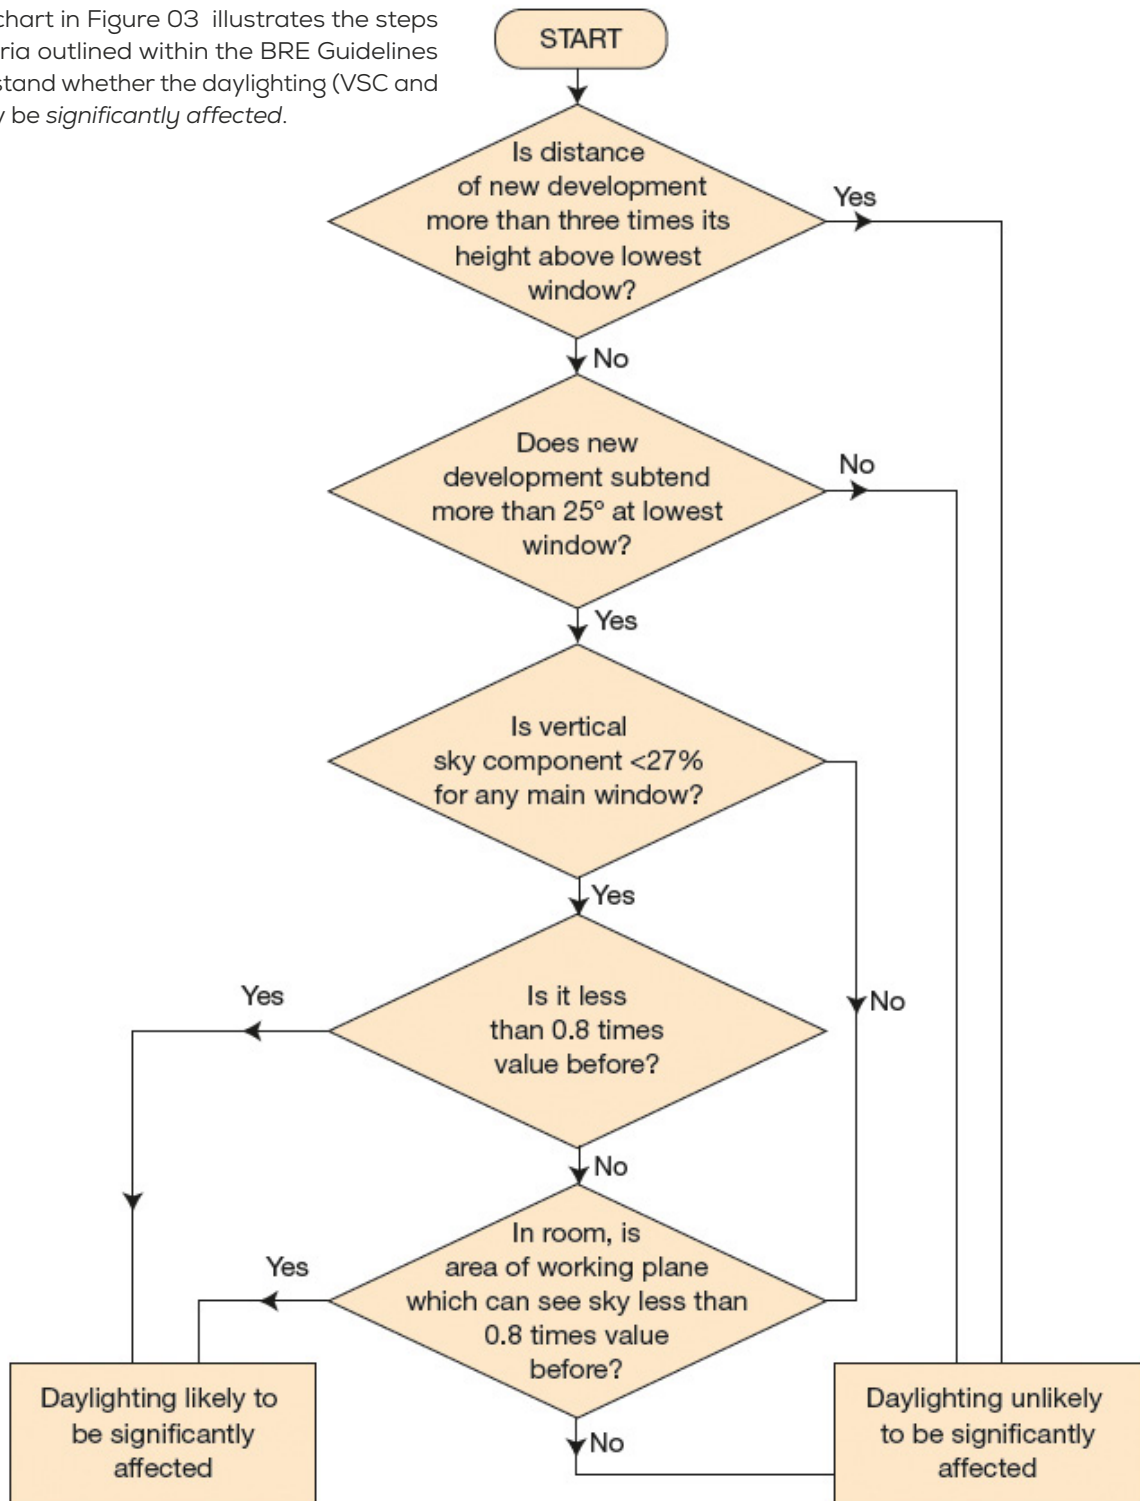 chart in Figure 03 illustrates the steps
outlined within the BRE Guidelines
whether the daylighting (VSC and
be significantly affected.
START
Is distance
of new development
more than three times its
height above lowest
window?
Yes
No
Does new
development subtend
more than 25º at lowest
window?
No
Yes
Is vertical
sky component <27%
for any main window?
Yes
No
Is it less
than 0.8 times
value before?
Yes
No
In room, is
area of working plane
which can see sky less than
0.8 times value
before?
Yes
No
Daylighting likely to
be significantly
affected
Daylighting unlikely
to be significantly
affected